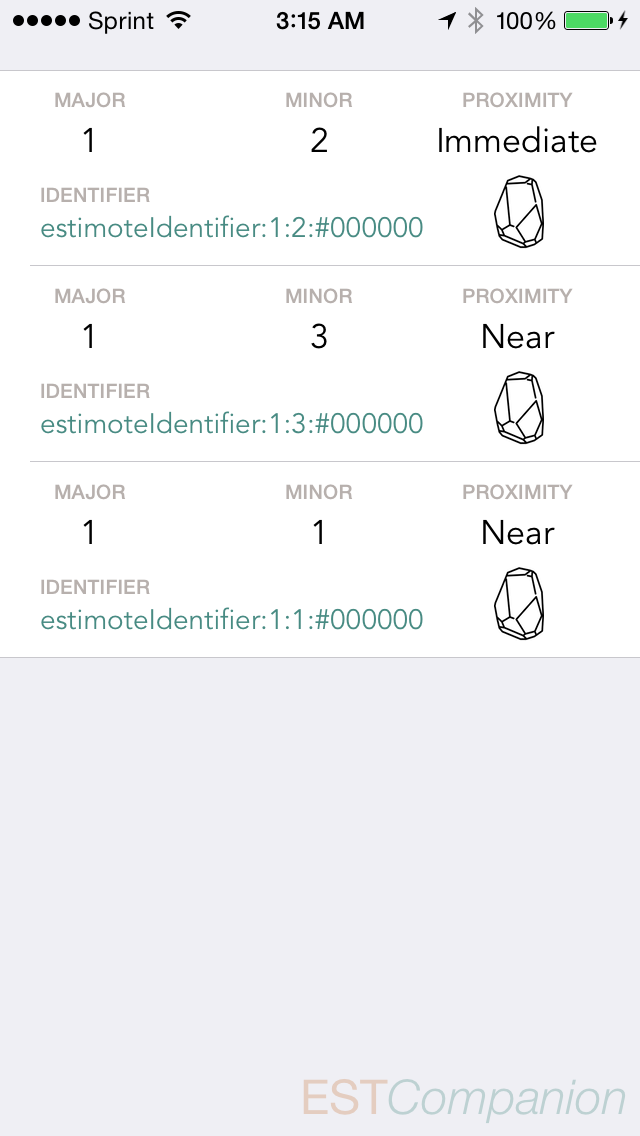 Sprint 3:15 AM 100%
MAJOR MINOR PROXIMITY
1 2 Immediate
IDENTIFIER
estimoteIdentifier:1:2:#000000
MAJOR MINOR PROXIMITY
1 3 Near
IDENTIFIER
estimoteIdentifier:1:3:#000000
MAJOR MINOR PROXIMITY
1 1 Near
IDENTIFIER
estimoteIdentifier:1:1:#000000
ESTCompanion